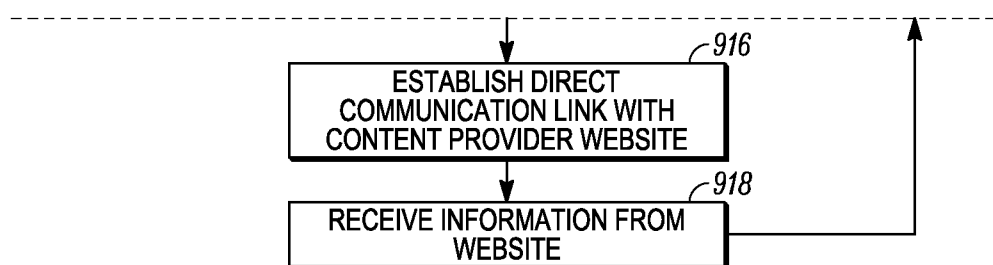 916
ESTABLISH DIRECT
COMMUNICATION LINK WITH
CONTENT PROVIDER WEBSITE
918
RECEIVE INFORMATION FROM
WEBSITE